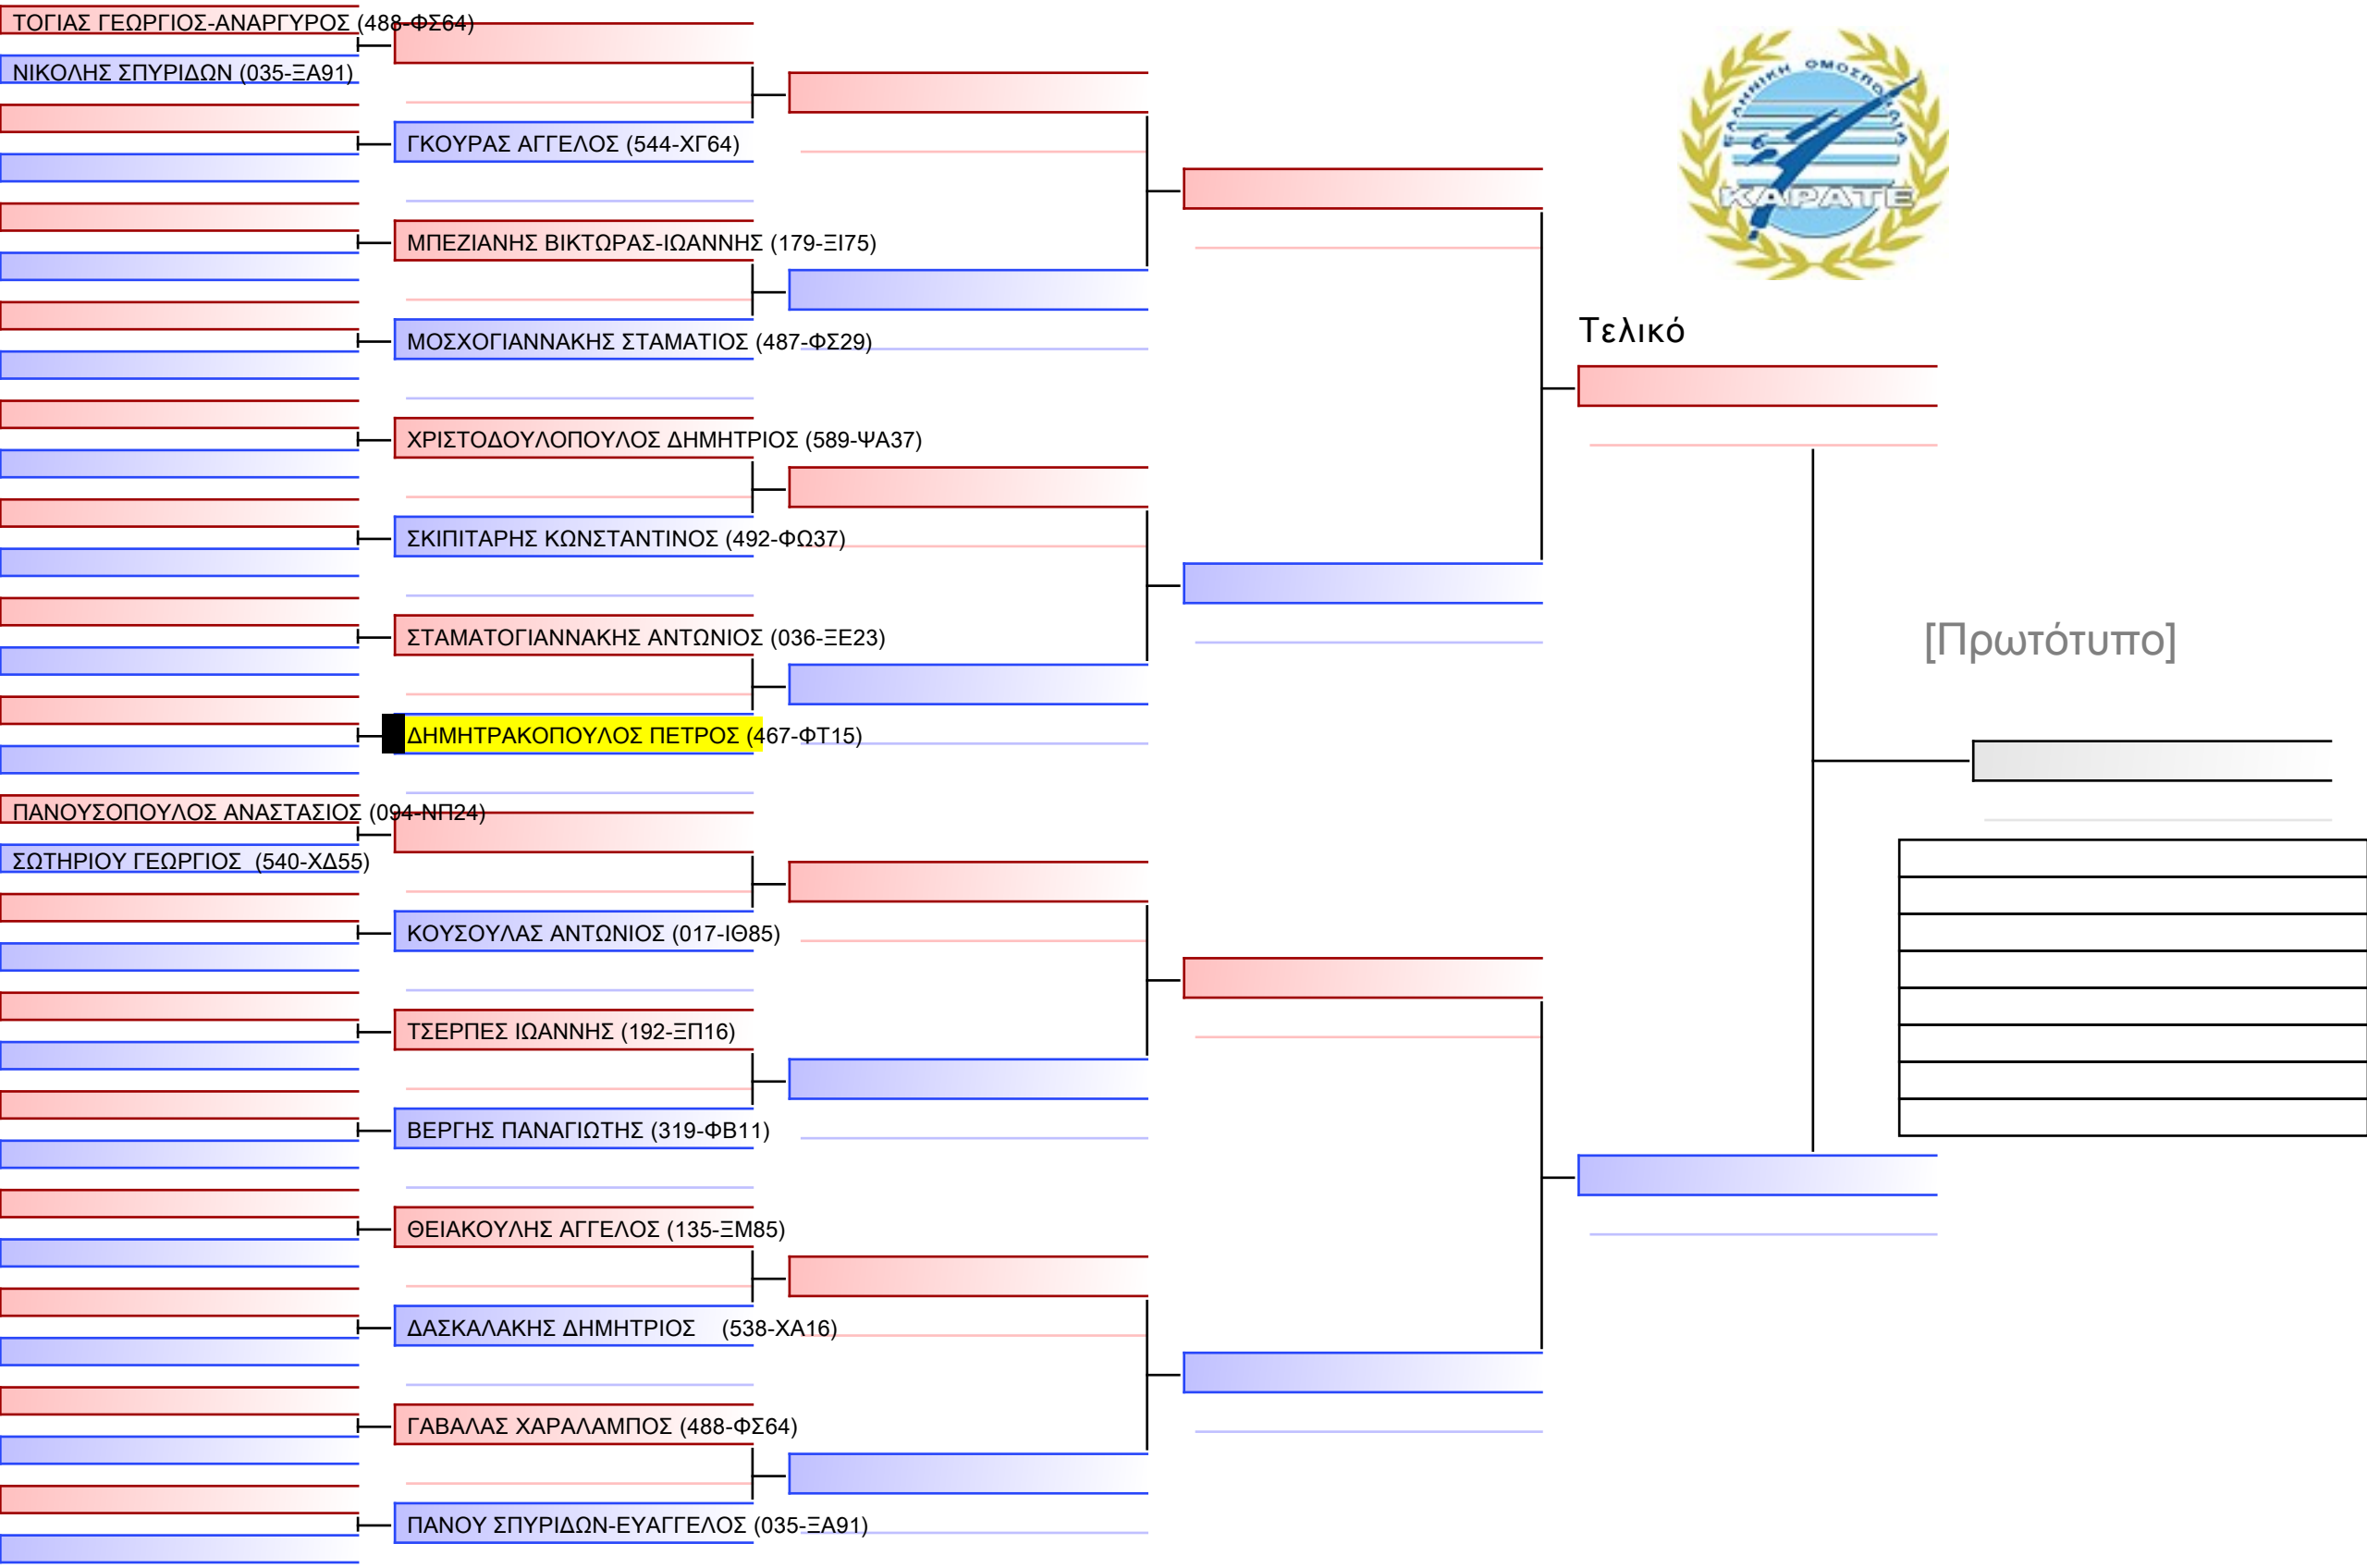 ΤΟΓΙΑΣ ΓΕΩΡΓΙΟΣ-ΑΝΑΡΓΥΡΟΣ (488-ΦΣ64)
ΝΙΚΟΛΗΣ ΣΠΥΡΙΔΩΝ (035-ΞΑ91)
ΓΚΟΥΡΑΣ ΑΓΓΕΛΟΣ (544-ΧΓ64)
ΜΠΕΖΙΑΝΗΣ ΒΙΚΤΩΡΑΣ-ΙΩΑΝΝΗΣ (179-ΞΙ75)
ΜΟΣΧΟΓΙΑΝΝΑΚΗΣ ΣΤΑΜΑΤΙΟΣ (487-ΦΣ29)
ΧΡΙΣΤΟΔΟΥΛΟΠΟΥΛΟΣ ΔΗΜΗΤΡΙΟΣ (589-ΨΑ37)
ΣΚΙΠΙΤΑΡΗΣ ΚΩΝΣΤΑΝΤΙΝΟΣ (492-ΦΩ37)
ΣΤΑΜΑΤΟΓΙΑΝΝΑΚΗΣ ΑΝΤΩΝΙΟΣ (036-ΞΕ23)
ΔΗΜΗΤΡΑΚΟΠΟΥΛΟΣ ΠΕΤΡΟΣ (467-ΦΤ15)
ΠΑΝΟΥΣΟΠΟΥΛΟΣ ΑΝΑΣΤΑΣΙΟΣ (094-ΝΠ24)
ΣΩΤΗΡΙΟΥ ΓΕΩΡΓΙΟΣ (540-ΧΔ55)
ΚΟΥΣΟΥΛΑΣ ΑΝΤΩΝΙΟΣ (017-ΙΘ85)
ΤΣΕΡΠΕΣ ΙΩΑΝΝΗΣ (192-ΞΠ16)
ΒΕΡΓΗΣ ΠΑΝΑΓΙΩΤΗΣ (319-ΦΒ11)
ΘΕΙΑΚΟΥΛΗΣ ΑΓΓΕΛΟΣ (135-ΞΜ85)
ΔΑΣΚΑΛΑΚΗΣ ΔΗΜΗΤΡΙΟΣ (538-ΧΑ16)
ΓΑΒΑΛΑΣ ΧΑΡΑΛΑΜΠΟΣ (488-ΦΣ64)
ΠΑΝΟΥ ΣΠΥΡΙΔΩΝ-ΕΥΑΓΓΕΛΟΣ (035-ΞΑ91)
ΕΛΛΗΝΙΚΗ ΟΜΟΣΠΟΝΔΙΑ
ΚΑΡΑΤΕ
Τελικό
[Πρωτότυπο]